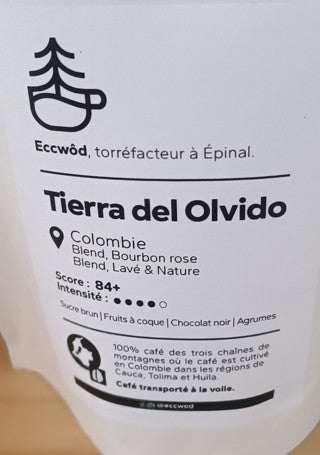 Eccwôd, torréfacteur à Épinal.
Tierra del Olvido
Colombie
Blend, Bourbon rose
Blend, Lavé & Nature
Score : 84+
Intensité : ●●●●○
Sucre brun | Fruits à coque | Chocolat noir | Agrumes
100% café des trois chaînes de
montagnes où le café est cultivé
en Colombie dans les régions de
Cauca, Tolima et Huila.
Café transporté à la voile.
@eccwod